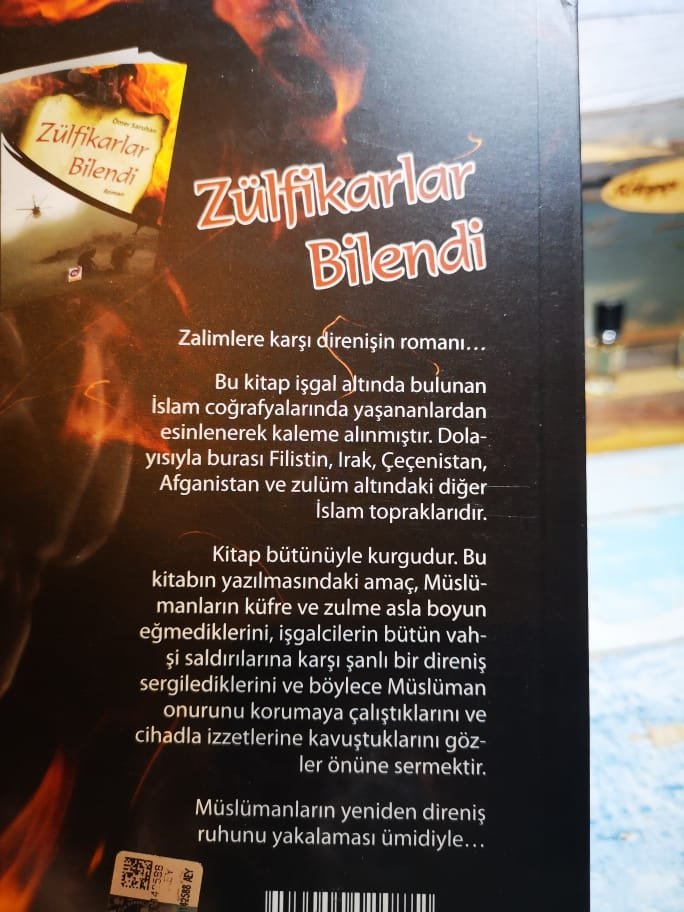 Ömer Saruhan
Zülfikarlar
Bilendi
Roman
Zülfikarlar
Bilendi
Zalimlere karşı direnişin romanı…
Bu kitap işgal altında bulunan
İslam coğrafyalarında yaşananlardan
esinlenerek kaleme alınmıştır. Dola-
yısıyla burası Filistin, Irak, Çeçenistan,
Afganistan ve zulüm altındaki diğer
İslam topraklarıdır.
Kitap bütünüyle kurgudur. Bu
kitabın yazılmasındaki amaç, Müslü-
manların küfre ve zulme asla boyun
eğmediklerini, işgalcilerin bütün vah-
şi saldırılarına karşı şanlı bir direniş
sergilediklerini ve böylece Müslüman
onurunu korumaya çalıştıklarını ve
cihadla izzetlerine kavuştuklarını göz-
ler önüne sermektir.
Müslümanların yeniden direniş
ruhunu yakalaması ümidiyle…